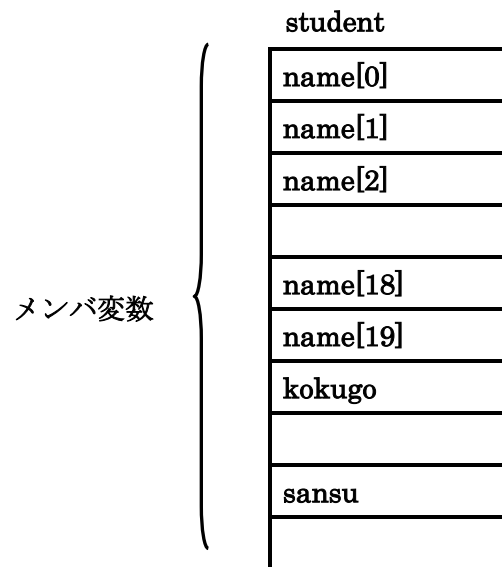 student
name[0]
name[1]
name[2]
name[18]
メンバ変数
name[19]
kokugo
sansu